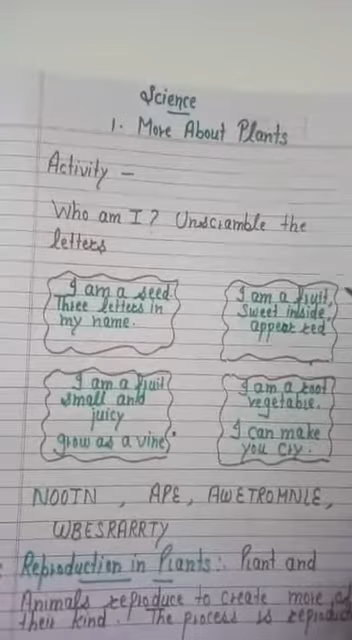 Science
1. More About Plants
Activity -
Who am I? Unscramble the
letters
I am a seed.
Three letters in
my name.
I am a fruit,
Sweet inside,
appear red
I am a fruit
small and
juicy
grow as a vine.
I am a root
vegetable.
I can make
you cry.
NOOTN , APE, AWETROMNLE,
WBESRARRTY
Reproduction in Plants:. Plant and
Animals reproduce to create more
their kind. The process is